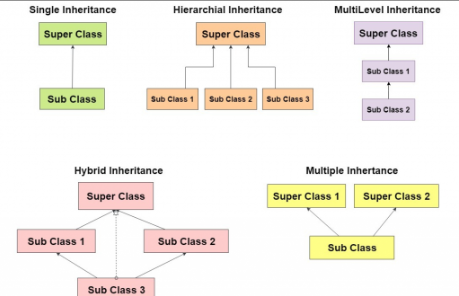 Single Inheritance
Super Class
Sub Class
Hierarchial Inheritance
Super Class
Sub Class 1
Sub Class 2
Sub Class 3
MultiLevel Inheritance
Super Class
Sub Class 1
Sub Class 2
Hybrid Inheritance
Super Class
Sub Class 1
Sub Class 2
Sub Class 3
Multiple Inhertance
Super Class 1
Super Class 2
Sub Class